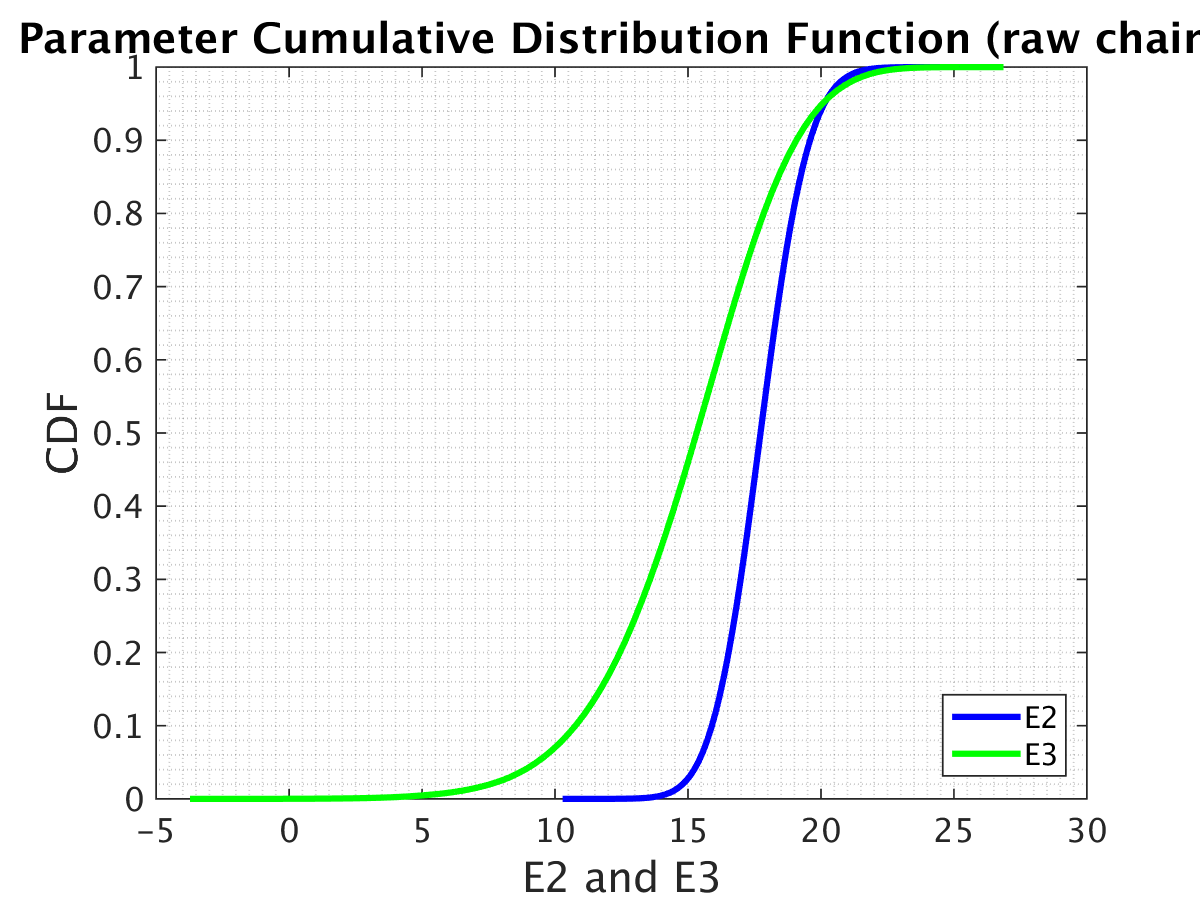 Parameter Cumulative Distribution Function (raw chain
1
0.9
0.8
0.7
0.6
0.5
0.4
0.3
0.2
0.1
0
CDF
−5 0 5 10 15 20 25 30
E2 and E3
E2
E3